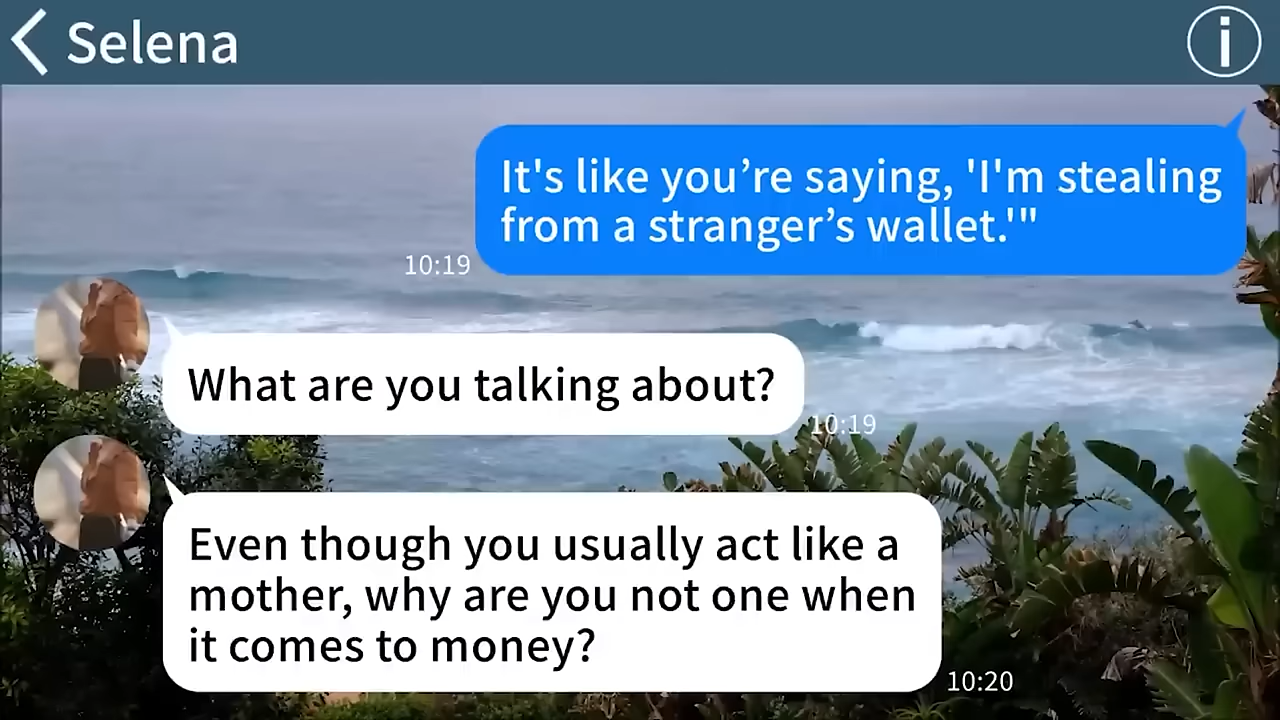 Selena
It's like you’re saying, 'I'm stealing
from a stranger’s wallet.'"
10:19
What are you talking about?
10:19
Even though you usually act like a
mother, why are you not one when
it comes to money?
10:20